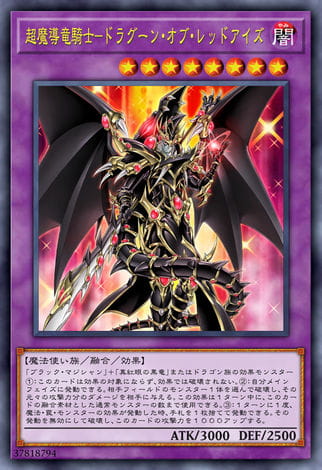 超魔導竜騎士－ドラグーン・オブ・レッドアイズ
闇
やみ
【魔法使い族／融合／効果】
「ブラック・マジシャン」＋「真紅眼の黒竜」またはドラゴン族の効果モンスター
①：このカードは効果の対象にならず、効果では破壊されない。②：自分メイン
フェイズに発動できる。相手フィールドのモンスター１体を選んで破壊し、その
元々の攻撃力分のダメージを相手に与える。この効果は１ターン中に、このカー
ドの融合素材とした通常モンスターの数まで使用できる。③：１ターンに１度、
魔法・罠・モンスターの効果が発動した時、手札を１枚捨てて発動できる。その
発動を無効にして破壊し、このカードの攻撃力を１０００アップする。
ATK/3000 DEF/2500
37818794